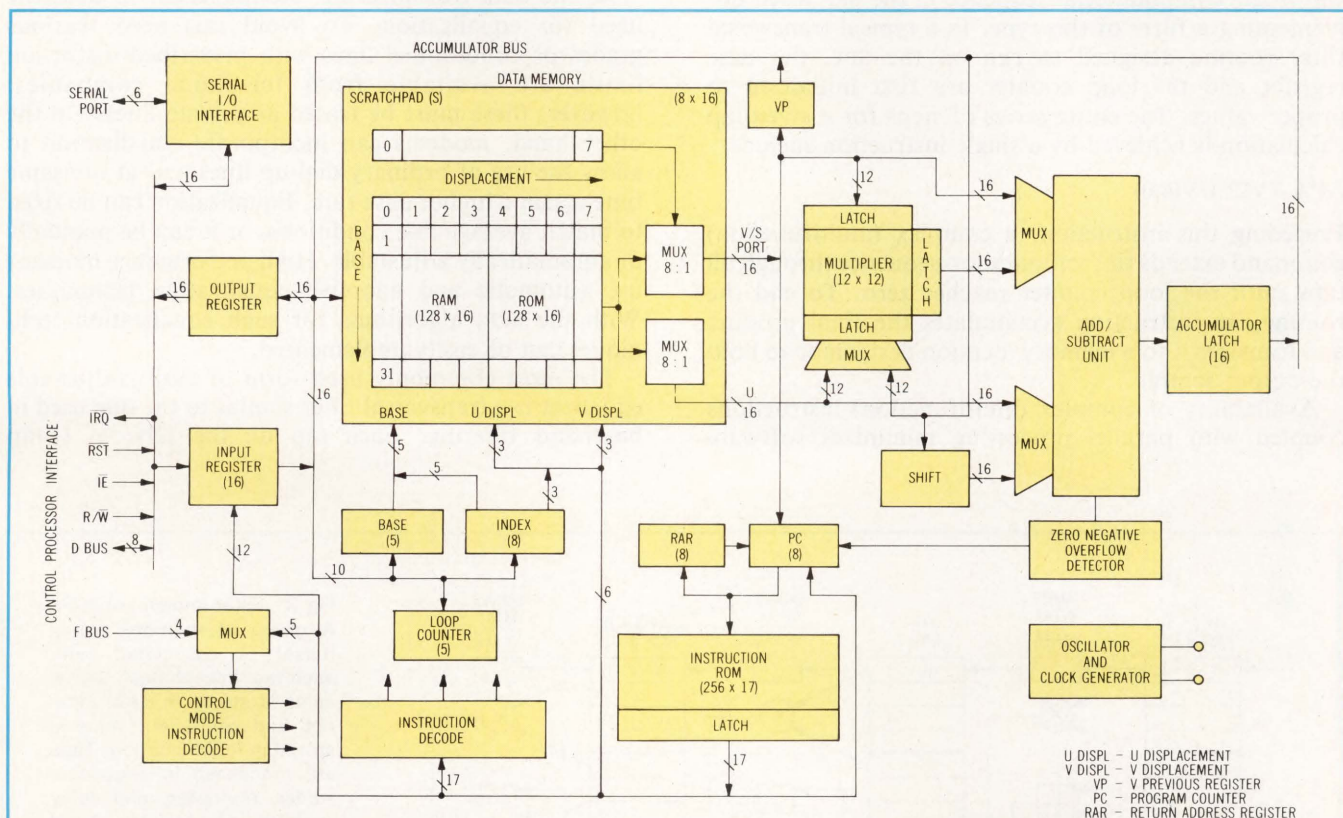 ACCUMULATOR BUS
SERIAL PORT
6
SERIAL I/O INTERFACE
16
DATA MEMORY
SCRATCHPAD (S)
(8 x 16)
0
7
DISPLACEMENT
0 1 2 3 4 5 6 7
1
31
BASE
RAM (128 x 16)
ROM (128 x 16)
MUX 8 : 1
MUX 8 : 1
VP
V/S PORT
16
U
16
12
LATCH
MULTIPLIER (12 x 12)
LATCH
LATCH
MUX
12
12
16
16
16
16
16
MUX
MUX
ADD/ SUBTRACT UNIT
ACCUMULATOR LATCH (16)
SHIFT
ZERO NEGATIVE OVERFLOW DETECTOR
OSCILLATOR AND CLOCK GENERATOR
16
OUTPUT REGISTER
16
16
CONTROL PROCESSOR INTERFACE
IRQ
RST
IE
R/W
D BUS
8
INPUT REGISTER (16)
12
F BUS
4
MUX
5
CONTROL MODE INSTRUCTION DECODE
BASE
U DISPL
V DISPL
5
3
3
5
3
BASE (5)
INDEX (8)
10
LOOP COUNTER (5)
6
INSTRUCTION DECODE
17
RAR (8)
PC (8)
INSTRUCTION ROM (256 x 17)
LATCH
17
U DISPL – U DISPLACEMENT
V DISPL – V DISPLACEMENT
VP – V PREVIOUS REGISTER
PC – PROGRAM COUNTER
RAR – RETURN ADDRESS REGISTER